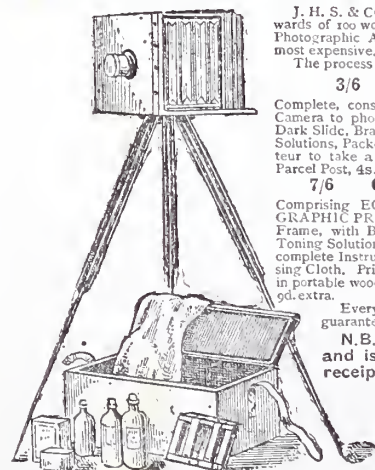 J. H. S. & CO
wards of 100 wo
Photographic A
most expensive.
The process
3/6
Complete, cons
Camera to pho
Dark Slide, Bra
Solutions, Pack
teur to take a
Parcel Post, 4s.
7/6
Comprising EC
GRAPHIC PR
Frame, with B
Toning Solution
complete Instru
sing Cloth. Pri
in portable wood
9d. extra.
Every
guarante
N.B.
and is
receip